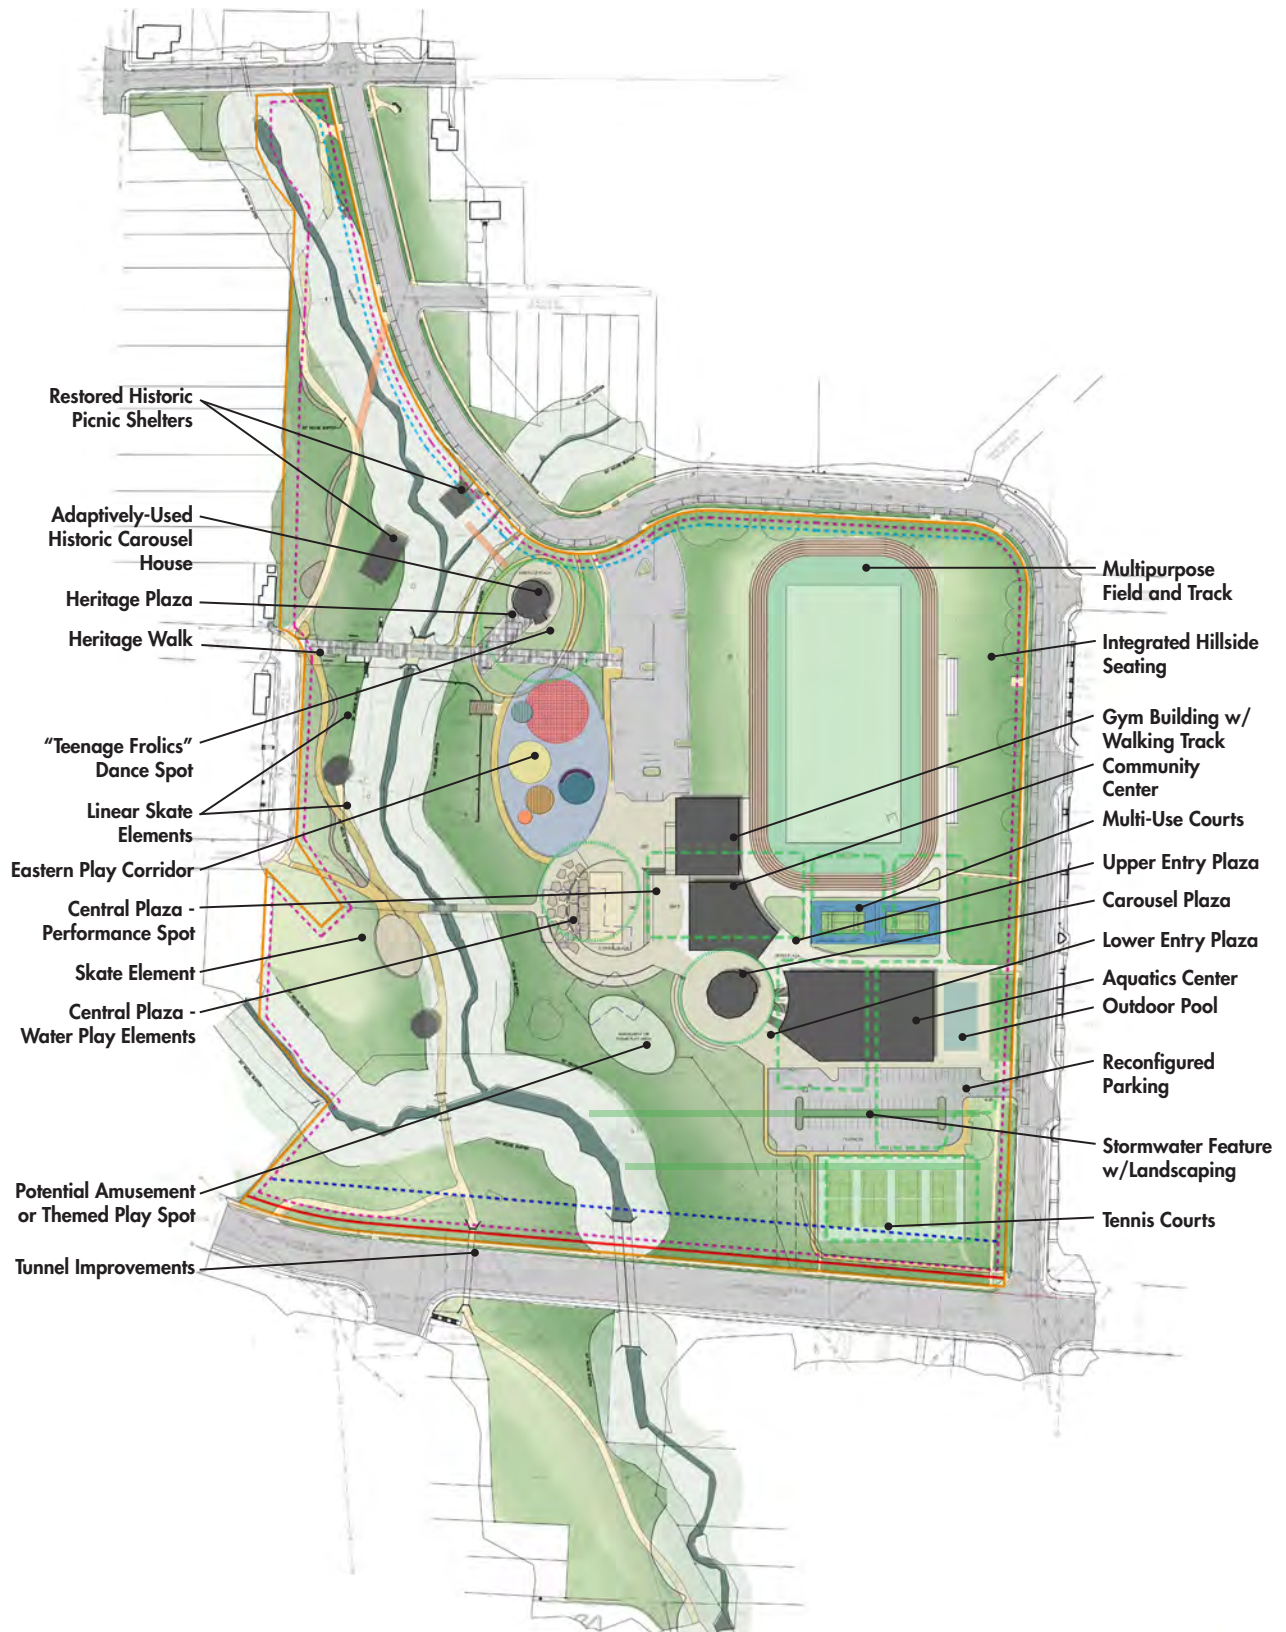 Restored Historic
Picnic Shelters
Adaptively-Used
Historic Carousel
House
Heritage Plaza
Heritage Walk
“Teenage Frolics”
Dance Spot
Linear Skate
Elements
Eastern Play Corridor
Central Plaza -
Performance Spot
Skate Element
Central Plaza -
Water Play Elements
Potential Amusement
or Themed Play Spot
Tunnel Improvements
Multipurpose
Field and Track
Integrated Hillside
Seating
Gym Building w/
Walking Track
Community
Center
Multi-Use Courts
Upper Entry Plaza
Carousel Plaza
Lower Entry Plaza
Aquatics Center
Outdoor Pool
Reconfigured
Parking
Stormwater Feature
w/Landscaping
Tennis Courts